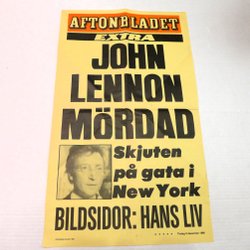 AFTONBLADET
EXTRA
JOHN
LENNON
MÖRDAD
Skjuten
på gata i
New York
BILDSIDOR: HANS LIV